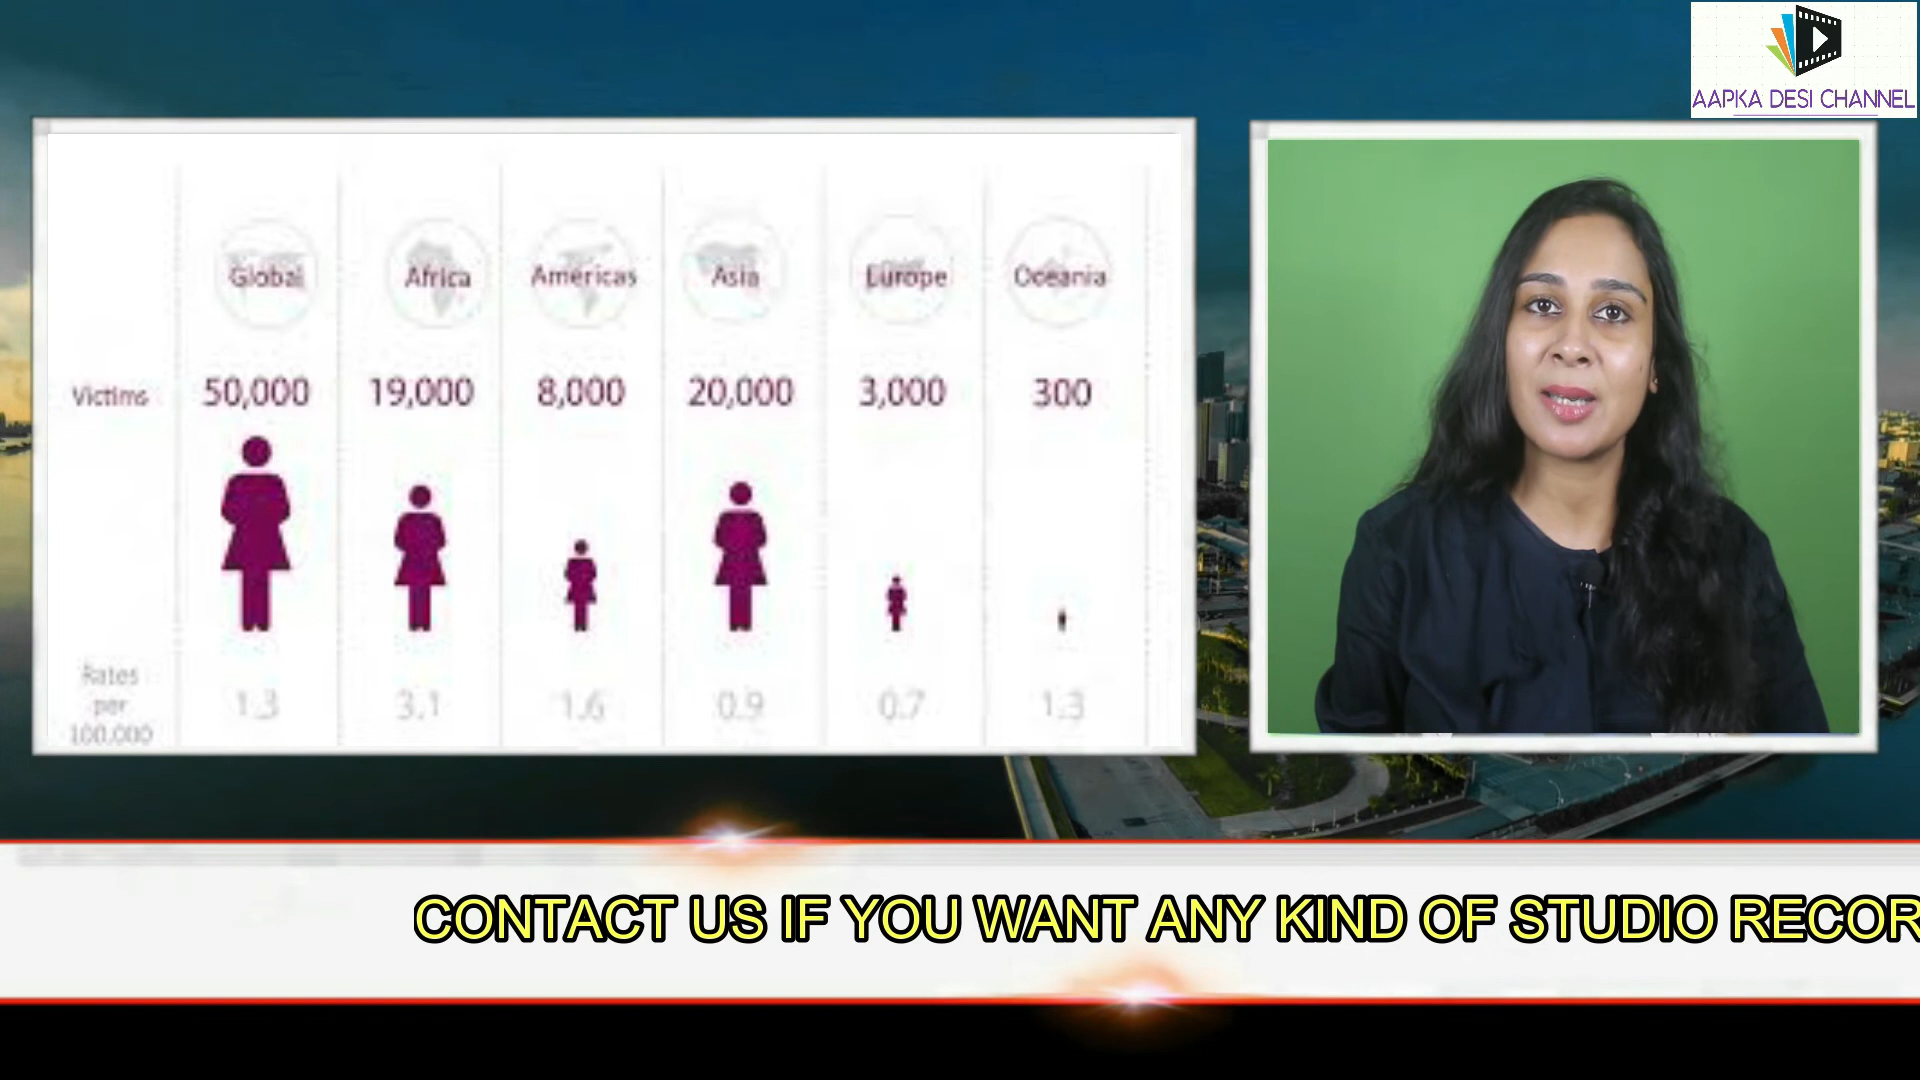 AAPKA DESI CHANNEL
Global Africa Americas Asia Europe Oceania
Victims 50,000 19,000 8,000 20,000 3,000 300
Rates
per
100,000
1.3 3.1 1.6 0.9 0.7 1.3
CONTACT US IF YOU WANT ANY KIND OF STUDIO RECOR